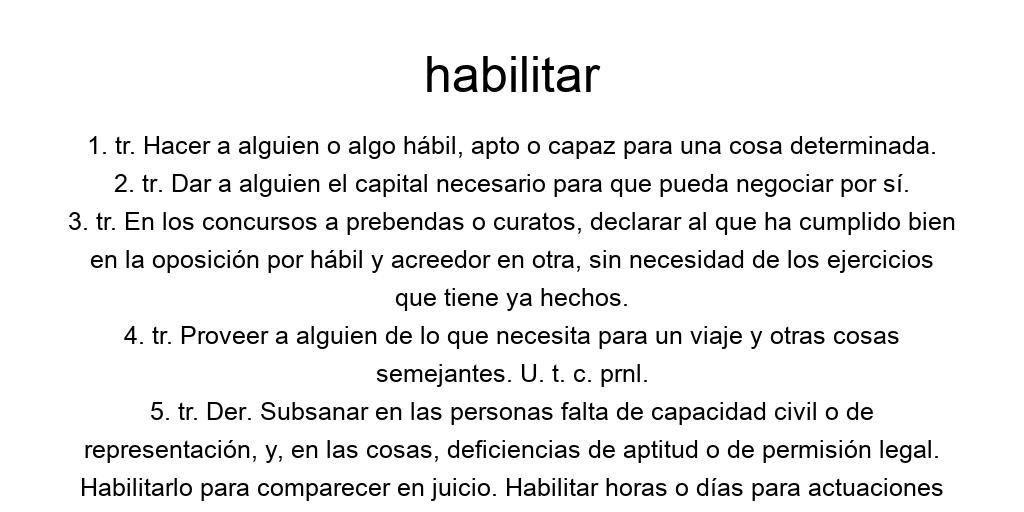 habilitar
1. tr. Hacer a alguien o algo hábil, apto o capaz para una cosa determinada.
2. tr. Dar a alguien el capital necesario para que pueda negociar por sí.
3. tr. En los concursos a prebendas o curatos, declarar al que ha cumplido bien
en la oposición por hábil y acreedor en otra, sin necesidad de los ejercicios
que tiene ya hechos.
4. tr. Proveer a alguien de lo que necesita para un viaje y otras cosas
semejantes. U. t. c. prnl.
5. tr. Der. Subsanar en las personas falta de capacidad civil o de
representación, y, en las cosas, deficiencias de aptitud o de permisión legal.
Habilitarlo para comparecer en juicio. Habilitar horas o días para actuaciones